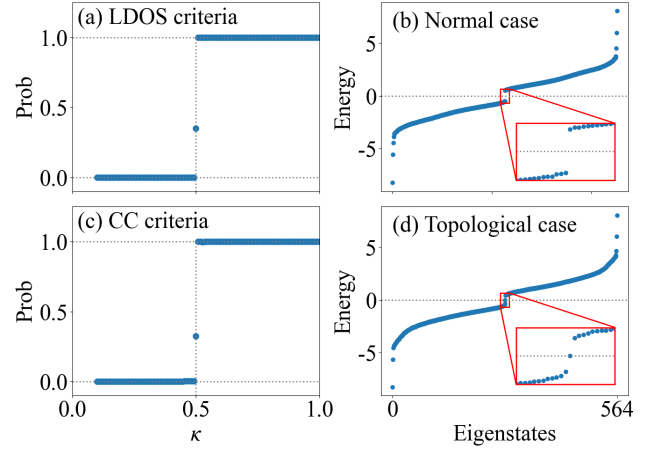 (a) LDOS criteria
1.0
0.5
0.0
Prob
(b) Normal case
5
0
-5
Energy
(c) CC criteria
1.0
0.5
0.0
Prob
0.0 0.5 1.0
κ
(d) Topological case
5
0
-5
Energy
0 564
Eigenstates